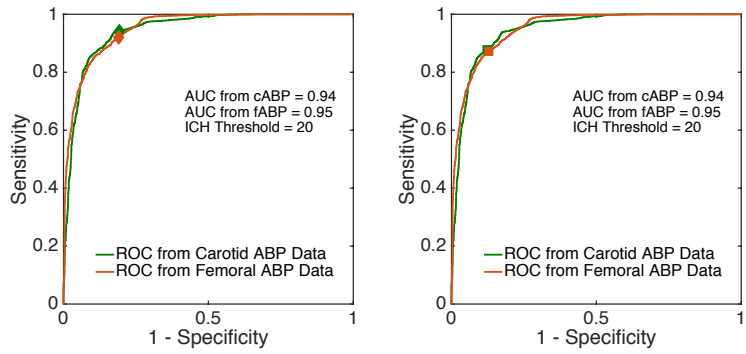 1
0.8
0.6
0.4
0.2
0
Sensitivity
AUC from cABP = 0.94
AUC from fABP = 0.95
ICH Threshold = 20
ROC from Carotid ABP Data
ROC from Femoral ABP Data
0 0.5 1
1 - Specificity
1
0.8
0.6
0.4
0.2
0
Sensitivity
AUC from cABP = 0.94
AUC from fABP = 0.95
ICH Threshold = 20
ROC from Carotid ABP Data
ROC from Femoral ABP Data
0 0.5 1
1 - Specificity